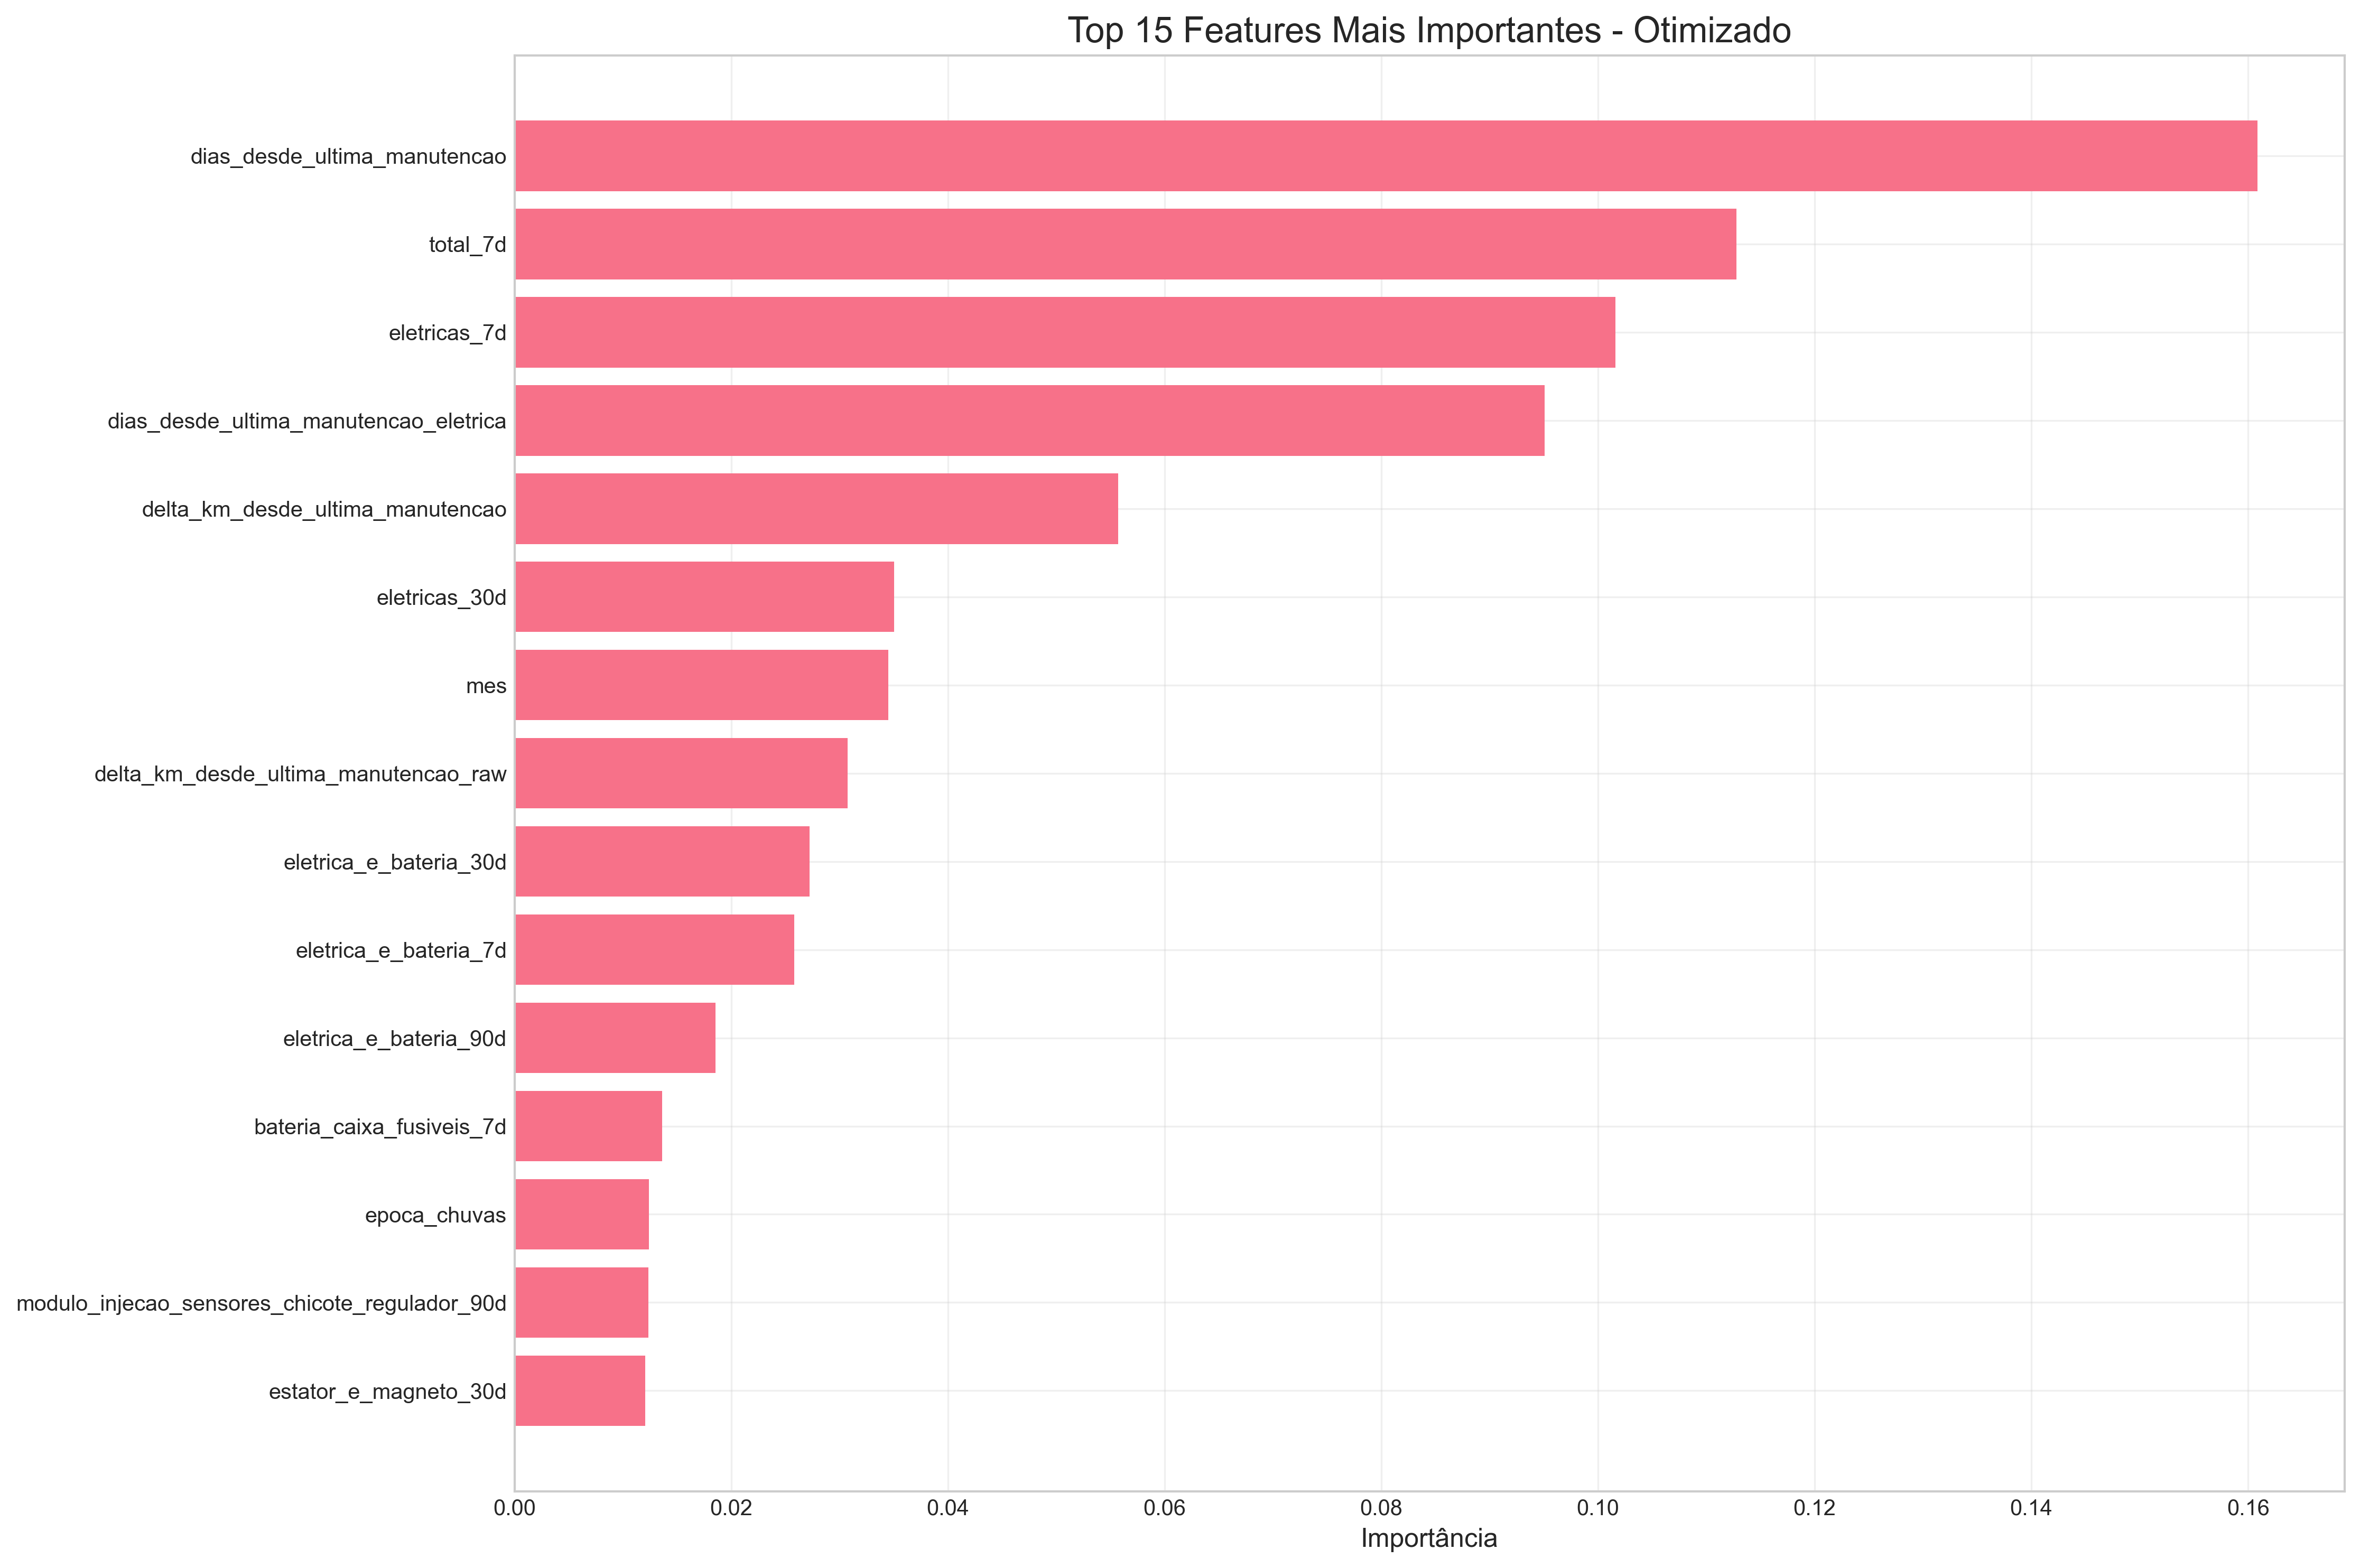 Top 15 Features Mais Importantes - Otimizado
dias_desde_ultima_manutencao
total_7d
eletricas_7d
dias_desde_ultima_manutencao_eletrica
delta_km_desde_ultima_manutencao
eletricas_30d
mes
delta_km_desde_ultima_manutencao_raw
eletrica_e_bateria_30d
eletrica_e_bateria_7d
eletrica_e_bateria_90d
bateria_caixa_fusiveis_7d
epoca_chuvas
modulo_injecao_sensores_chicote_regulador_90d
estator_e_magneto_30d
0.00 0.02 0.04 0.06 0.08 0.10 0.12 0.14 0.16
Importância